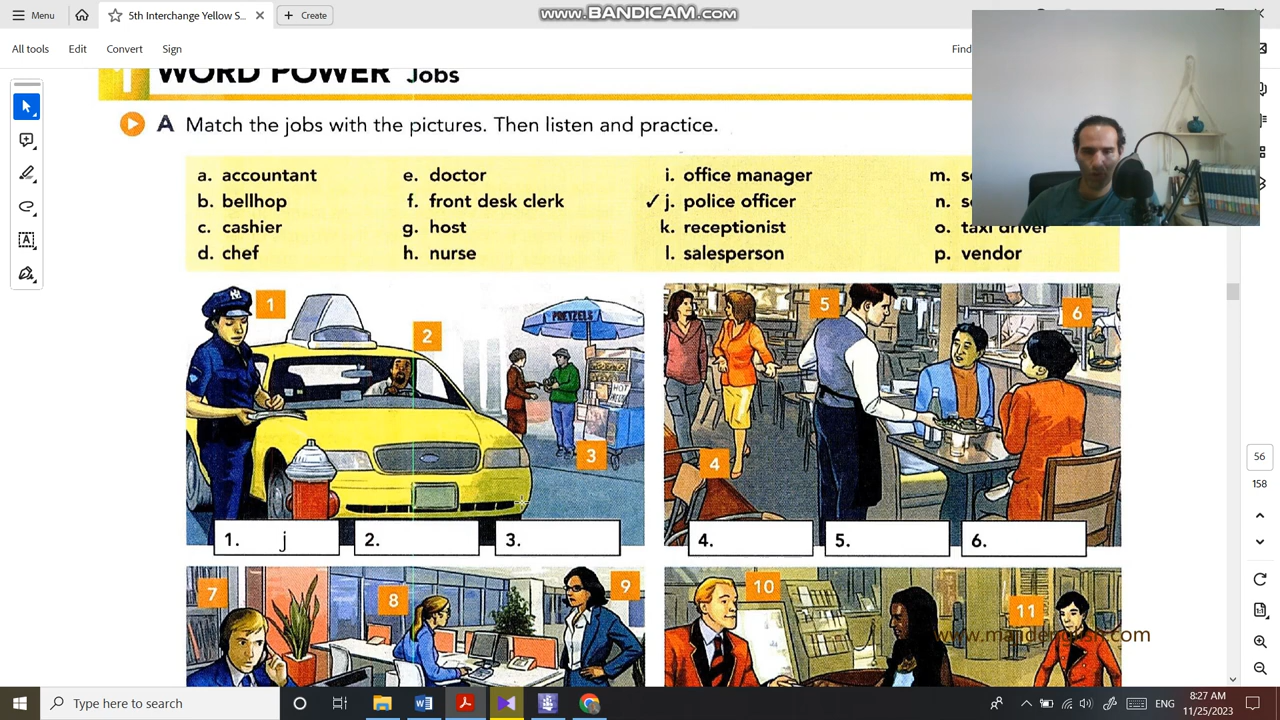 Menu
5th Interchange Yellow S...
Create
www.BANDICAM.com
All tools
Edit
Convert
Sign
Find
WORD POWER Jobs
A Match the jobs with the pictures. Then listen and practice.
a. accountant
b. bellhop
c. cashier
d. chef
e. doctor
f. front desk clerk
g. host
h. nurse
i. office manager
✓ j. police officer
k. receptionist
l. salesperson
m. s
n. s
o. taxi driver
p. vendor
1
2
PRETZELS
HOT
3
5
6
4
1. j
2.
3.
4.
5.
6.
7
8
9
10
11
56
158
Type here to search
ENG
8:27 AM
11/25/2023